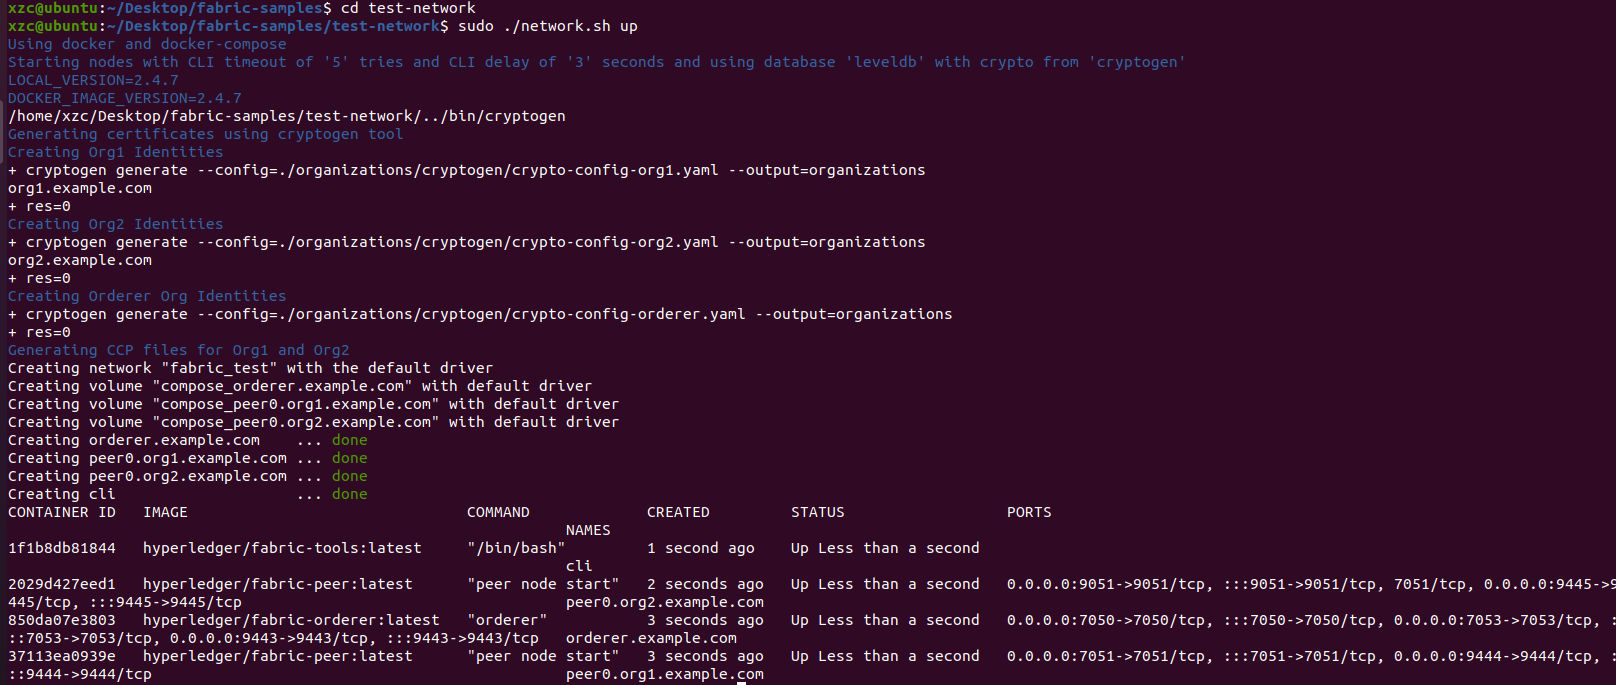 xzc@ubuntu:~/Desktop/fabric-samples$ cd test-network
xzc@ubuntu:~/Desktop/fabric-samples/test-network$ sudo ./network.sh up
Using docker and docker-compose
Starting nodes with CLI timeout of '5' tries and CLI delay of '3' seconds and using database 'leveldb' with crypto from 'cryptogen'
LOCAL_VERSION=2.4.7
DOCKER_IMAGE_VERSION=2.4.7
/home/xzc/Desktop/fabric-samples/test-network/../bin/cryptogen
Generating certificates using cryptogen tool
Creating Org1 Identities
+ cryptogen generate --config=./organizations/cryptogen/crypto-config-org1.yaml --output=organizations
org1.example.com
+ res=0
Creating Org2 Identities
+ cryptogen generate --config=./organizations/cryptogen/crypto-config-org2.yaml --output=organizations
org2.example.com
+ res=0
Creating Orderer Org Identities
+ cryptogen generate --config=./organizations/cryptogen/crypto-config-orderer.yaml --output=organizations
+ res=0
Generating CCP files for Org1 and Org2
Creating network "fabric_test" with the default driver
Creating volume "compose_orderer.example.com" with default driver
Creating volume "compose_peer0.org1.example.com" with default driver
Creating volume "compose_peer0.org2.example.com" with default driver
Creating orderer.example.com    ... done
Creating peer0.org1.example.com ... done
Creating peer0.org2.example.com ... done
Creating cli                    ... done
CONTAINER ID   IMAGE                               COMMAND             CREATED         STATUS                  PORTS
                                                              NAMES
1f1b8db81844   hyperledger/fabric-tools:latest     "/bin/bash"         1 second ago    Up Less than a second
                                                              cli
2029d427eed1   hyperledger/fabric-peer:latest      "peer node start"   2 seconds ago   Up Less than a second   0.0.0.0:9051->9051/tcp, :::9051->9051/tcp, 7051/tcp, 0.0.0.0:9445->9
445/tcp, :::9445->9445/tcp                                    peer0.org2.example.com
850da07e3803   hyperledger/fabric-orderer:latest   "orderer"           3 seconds ago   Up Less than a second   0.0.0.0:7050->7050/tcp, :::7050->7050/tcp, 0.0.0.0:7053->7053/tcp, :
::7053->7053/tcp, 0.0.0.0:9443->9443/tcp, :::9443->9443/tcp   orderer.example.com
37113ea0939e   hyperledger/fabric-peer:latest      "peer node start"   3 seconds ago   Up Less than a second   0.0.0.0:7051->7051/tcp, :::7051->7051/tcp, 0.0.0.0:9444->9444/tcp, :
::9444->9444/tcp                                              peer0.org1.example.com